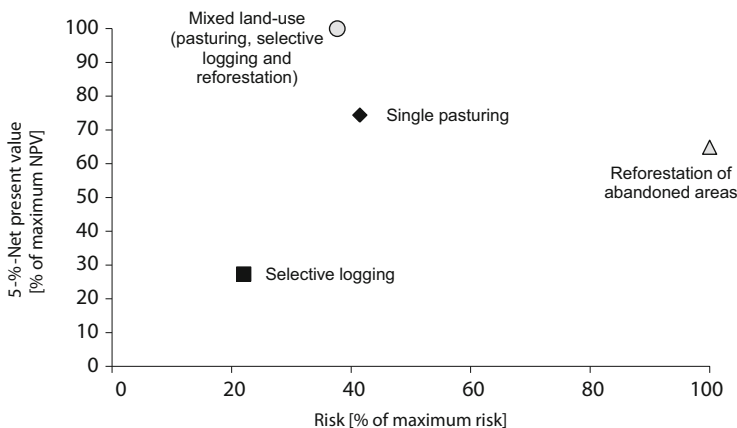 Mixed land-use
(pasturing, selective
logging and
reforestation)
Single pasturing
Reforestation of
abandoned areas
Selective logging
5-%-Net present value
[% of maximum NPV]
100
90
80
70
60
50
40
30
20
10
0
0 20 40 60 80 100
Risk [% of maximum risk]